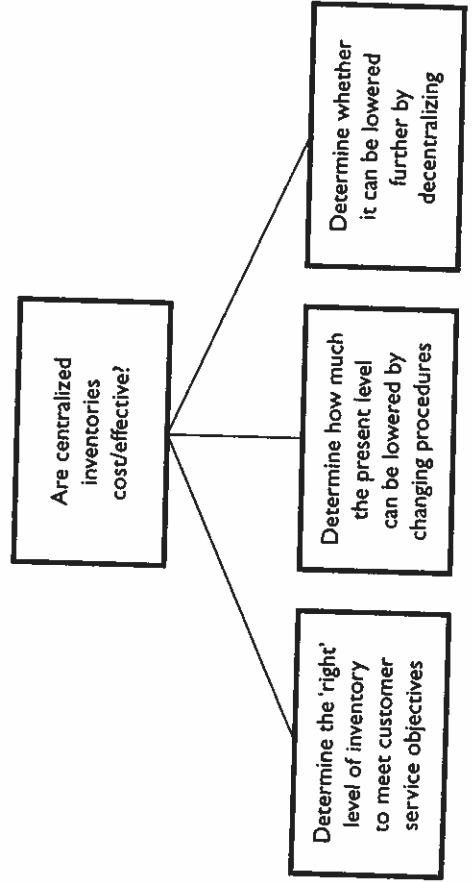 Are centralized
inventories
cost/effective?
Determine the 'right'
level of inventory
to meet customer
service objectives
Determine how much
the present level
can be lowered by
changing procedures
Determine whether
it can be lowered
further by
decentralizing